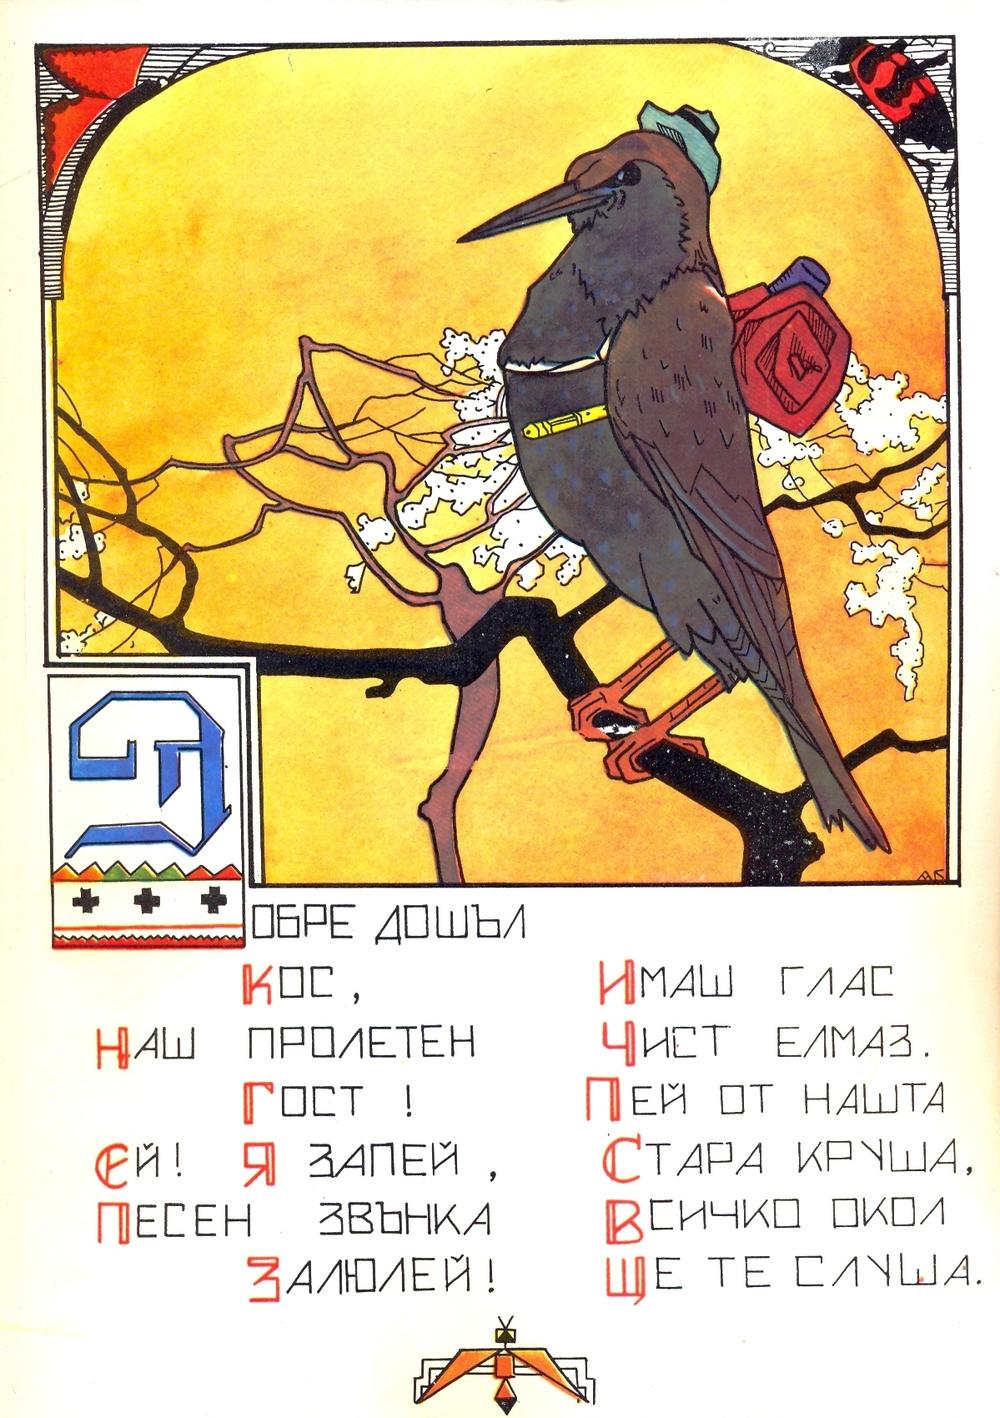 ДОБРЕ ДОШЪЛ
КОС,
НАШ ПРОЛЕТЕН
ГОСТ !
ЕЙ! Я ЗАПЕЙ ,
ПЕСЕН ЗВЪНКА
ЗАЛЮЛЕЙ!
ИМАШ ГЛАС
ЧИСТ ЕЛМАЗ.
ПЕЙ ОТ НАШТА
СТАРА КРУША,
ВСИЧКО ОКОЛ
ЩЕ ТЕ СЛУША.